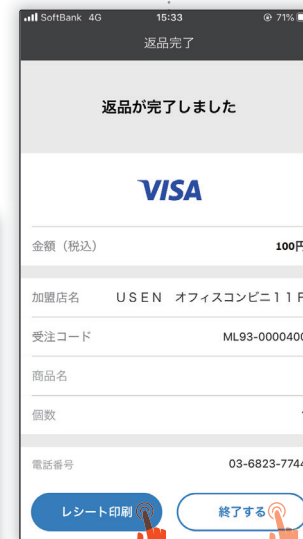 SoftBank 4G 15:33 71%
返品完了
返品が完了しました
VISA
金額（税込） 100円
加盟店名 ＵＳＥＮ オフィスコンビニ１１Ｆ
受注コード ML93-0000400
商品名
個数
電話番号 03-6823-7744
レシート印刷 終了する